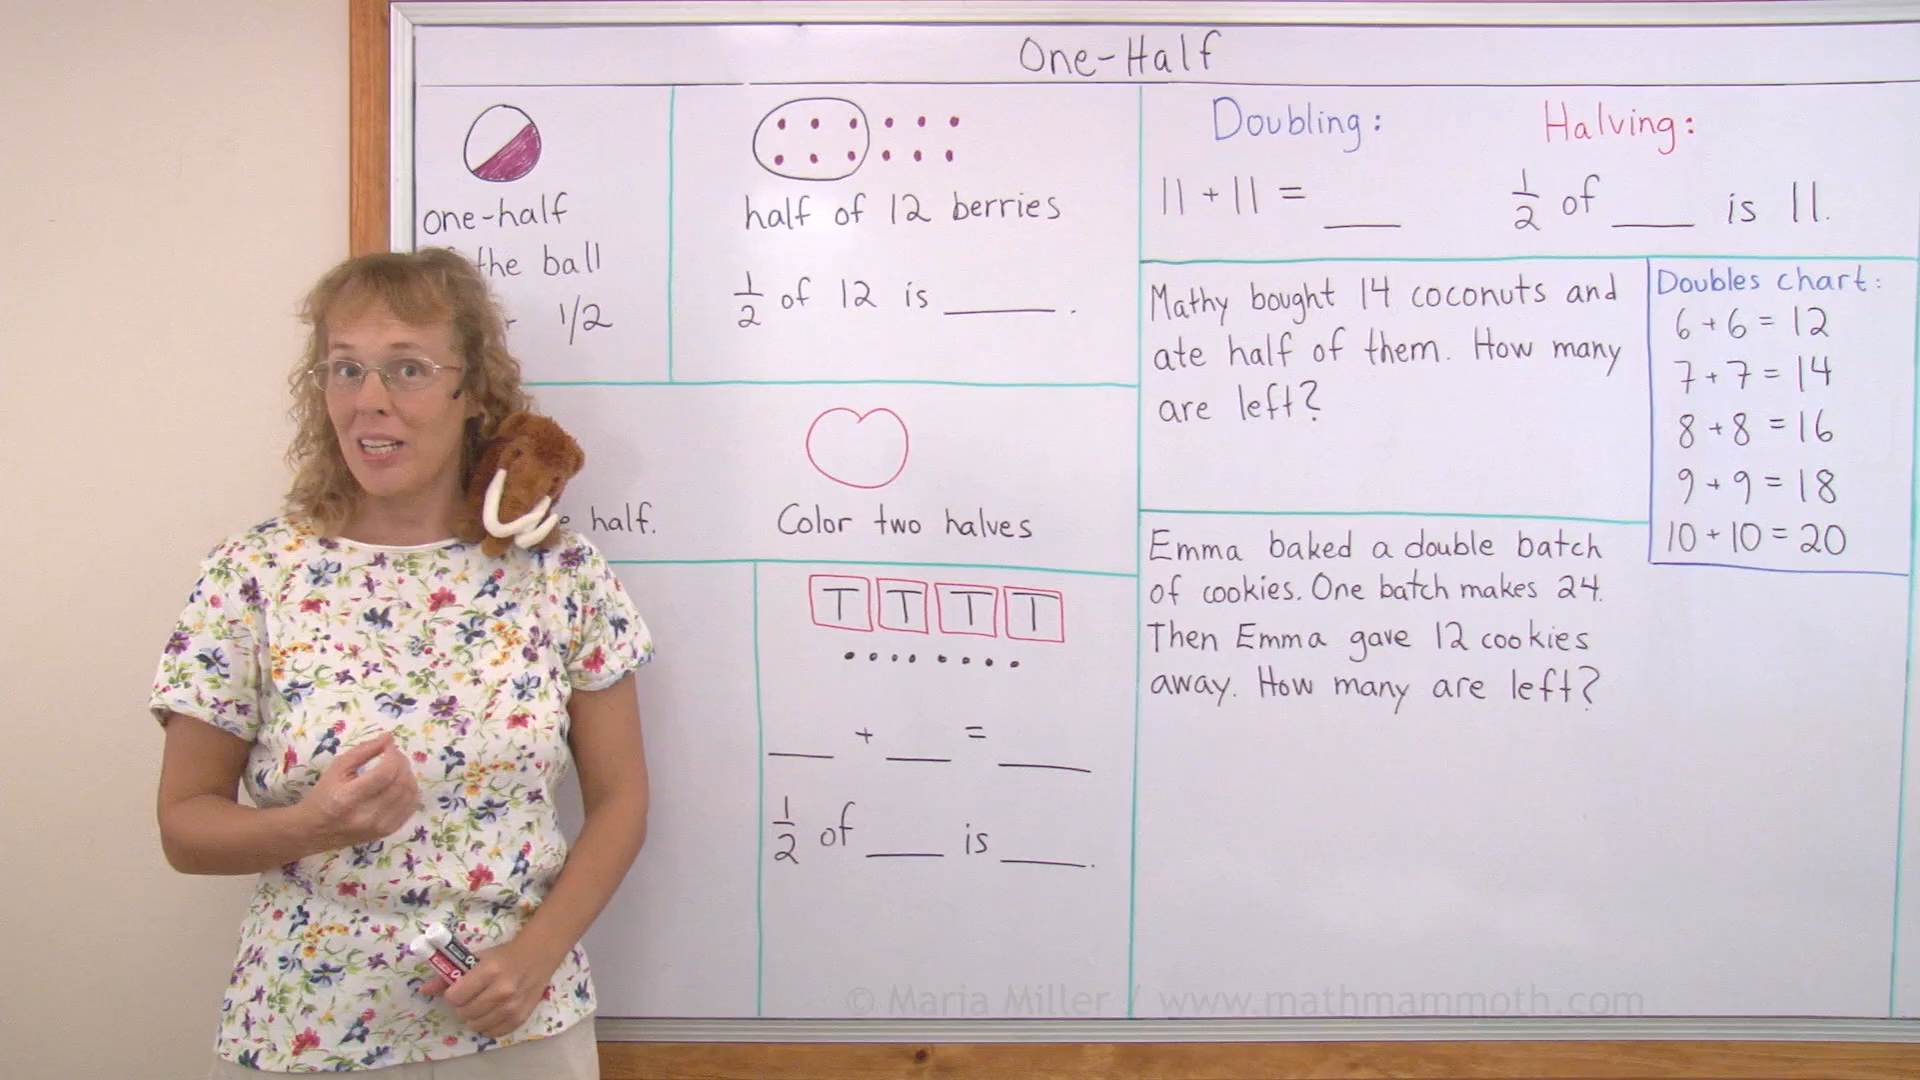 One-Half
one-half
the ball
1/2
half of 12 berries
1/2 of 12 is ____.
half.
Color two halves
T T T T
___ + ___ = ___
1/2 of ___ is ___.
Doubling:
11 + 11 = ___
Halving:
1/2 of ___ is 11.
Mathy bought 14 coconuts and
ate half of them. How many
are left?
Doubles chart:
6 + 6 = 12
7 + 7 = 14
8 + 8 = 16
9 + 9 = 18
10 + 10 = 20
Emma baked a double batch
of cookies. One batch makes 24.
Then Emma gave 12 cookies
away. How many are left?
© Maria Miller / www.mathmammoth.com